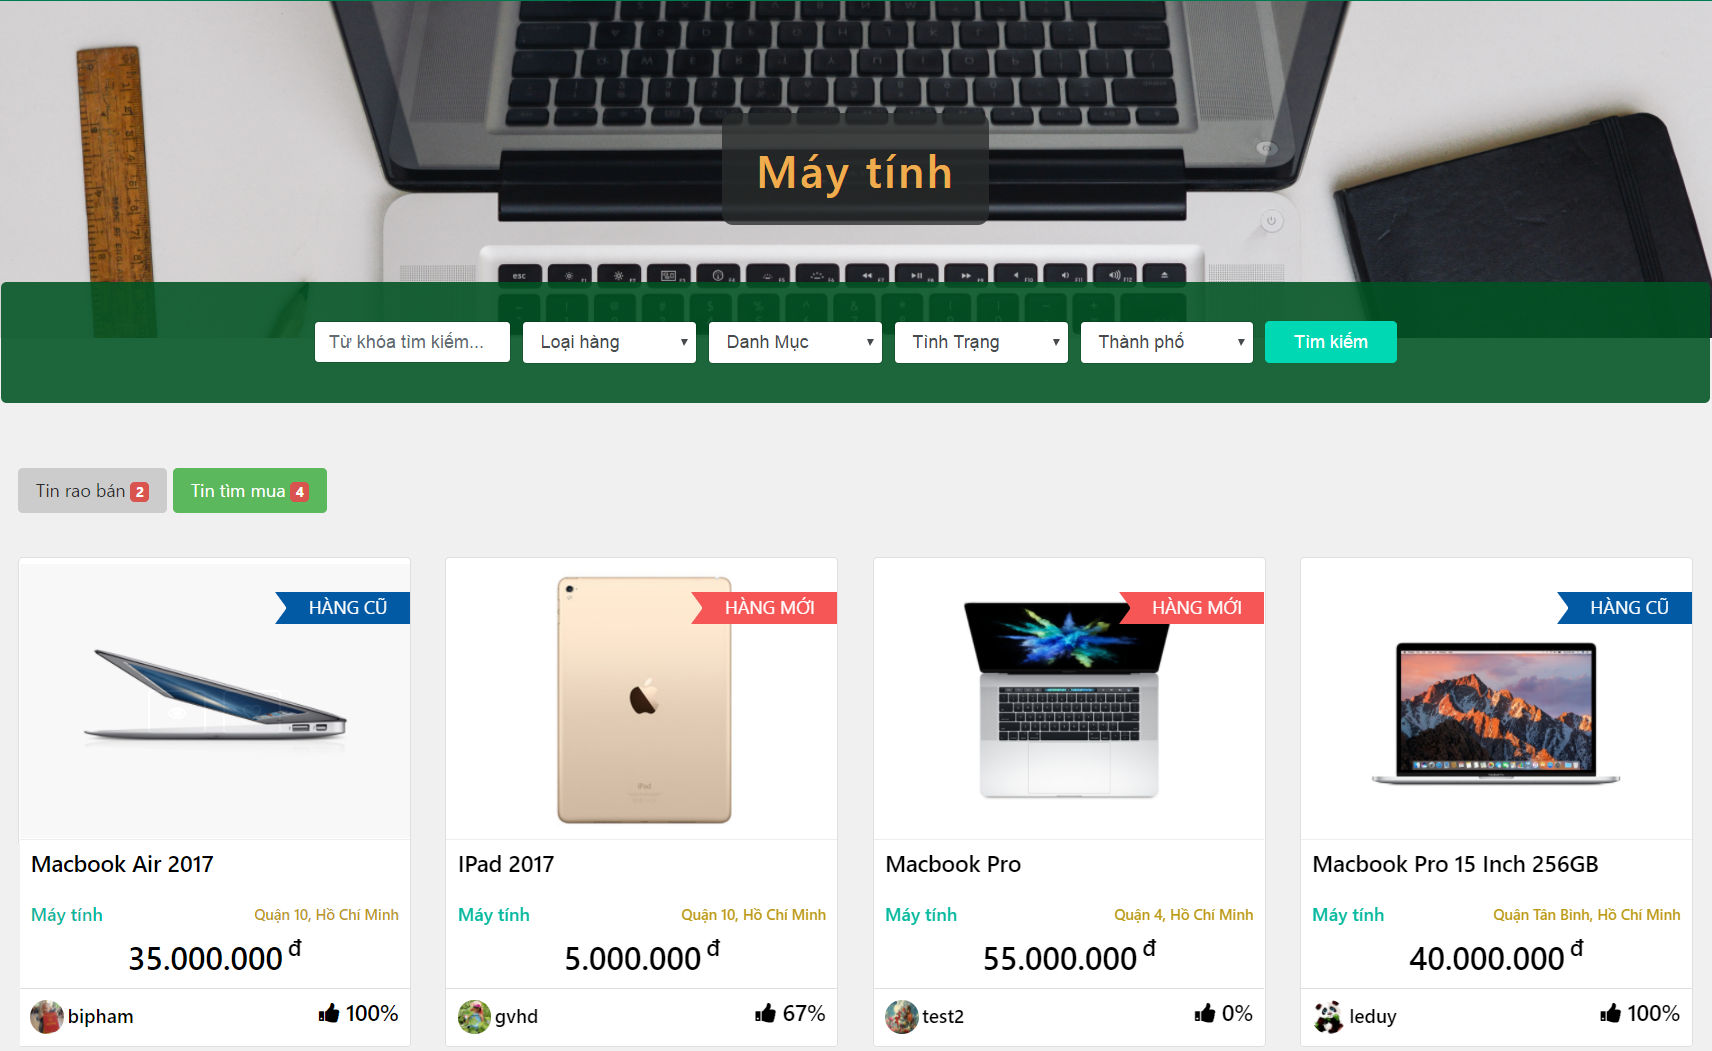 Máy tính
esc
Từ khóa tìm kiếm...
Loại hàng
Danh Mục
Tình Trạng
Thành phố
Tìm kiếm
Tin rao bán 2
Tin tìm mua 4
HÀNG CŨ
HÀNG MỚI
HÀNG MỚI
HÀNG CŨ
iPad
Macbook Air 2017
IPad 2017
Macbook Pro
Macbook Pro 15 Inch 256GB
Máy tính
Quận 10, Hồ Chí Minh
Máy tính
Quận 10, Hồ Chí Minh
Máy tính
Quận 4, Hồ Chí Minh
Máy tính
Quận Tân Bình, Hồ Chí Minh
35.000.000 đ
5.000.000 đ
55.000.000 đ
40.000.000 đ
bipham
100%
gvhd
67%
test2
0%
leduy
100%